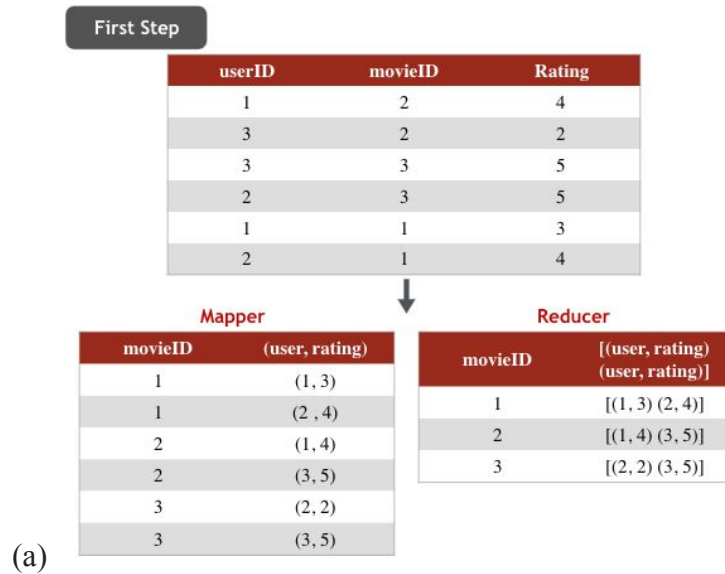 First Step
userID movieID Rating
1 2 4
3 2 2
3 3 5
2 3 5
1 1 3
2 1 4
Mapper
movieID (user, rating)
1 (1, 3)
1 (2 , 4)
2 (1, 4)
2 (3, 5)
3 (2, 2)
3 (3, 5)
Reducer
movieID [(user, rating)
(user, rating)]
1 [(1, 3) (2, 4)]
2 [(1, 4) (3, 5)]
3 [(2, 2) (3, 5)]
(a)